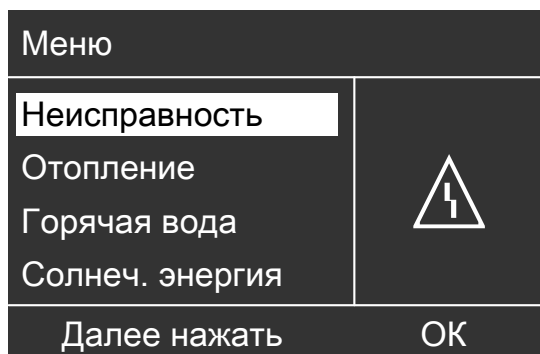 Меню
Неисправность
Отопление
Горячая вода
Солнеч. энергия
Далее нажать OK